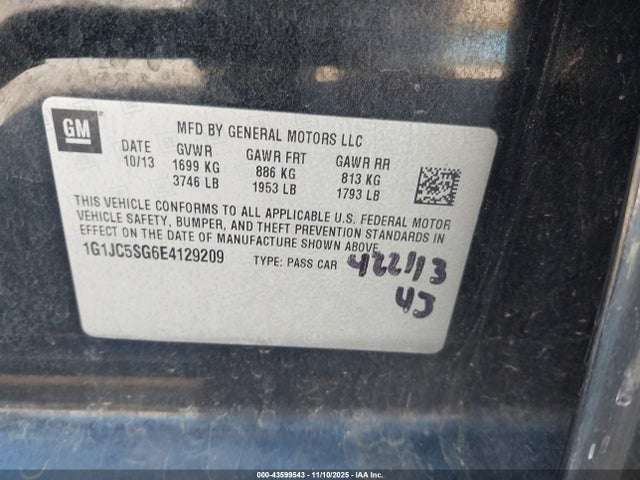 GM
MFD BY GENERAL MOTORS LLC
DATE GVWR GAWR FRT GAWR RR
10/13 1699 KG 886 KG 813 KG
3746 LB 1953 LB 1793 LB
THIS VEHICLE CONFORMS TO ALL APPLICABLE U.S. FEDERAL MOTOR
VEHICLE SAFETY, BUMPER, AND THEFT PREVENTION STANDARDS IN
EFFECT ON THE DATE OF MANUFACTURE SHOWN ABOVE.
1G1JC5SG6E4129209 TYPE: PASS CAR
43
000-43599543 - 11/10/2025 - IAA Inc.